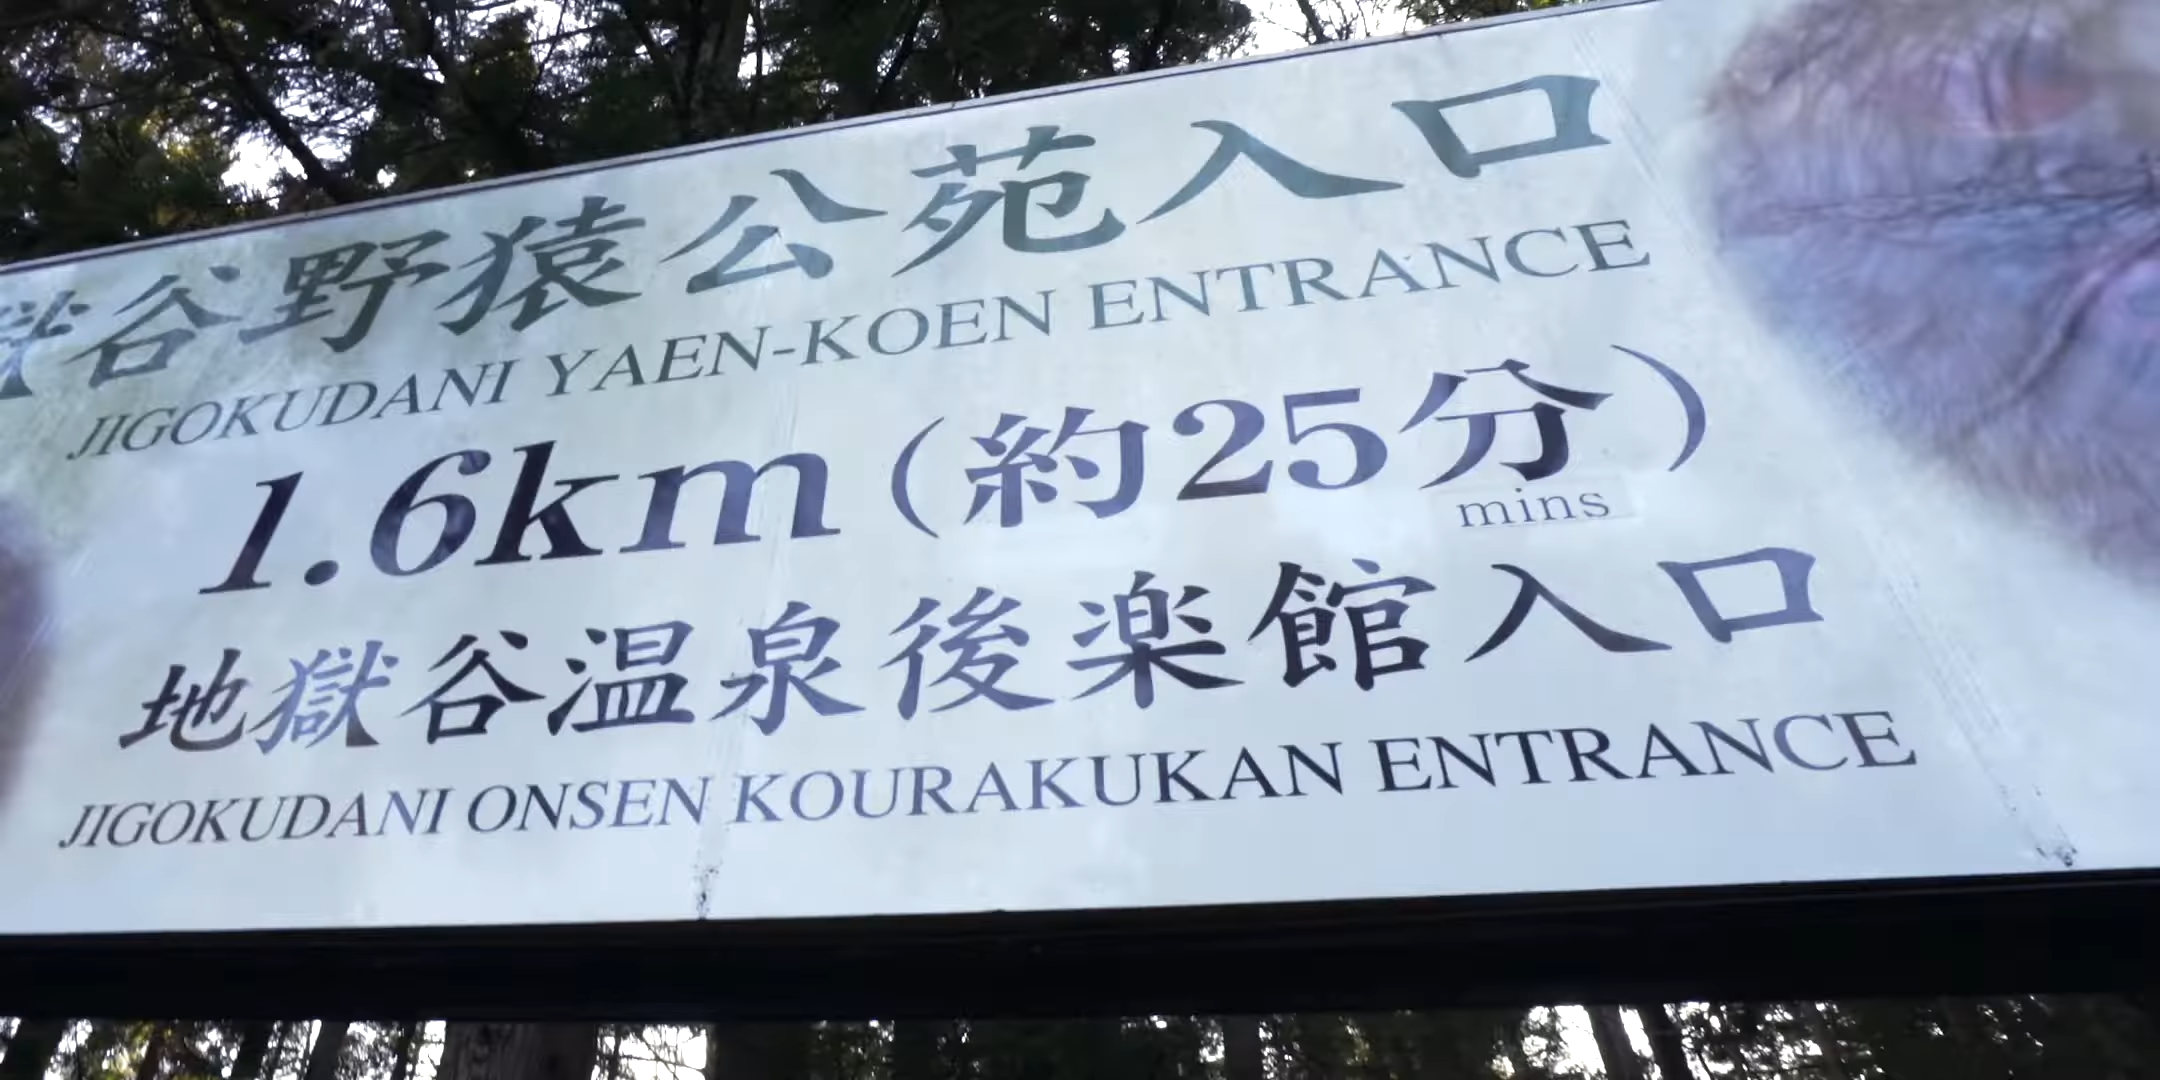 獄谷野猿公苑入口
JIGOKUDANI YAEN-KOEN ENTRANCE
1.6km(約25分)
mins
地獄谷温泉後楽館入口
JIGOKUDANI ONSEN KOURAKUKAN ENTRANCE